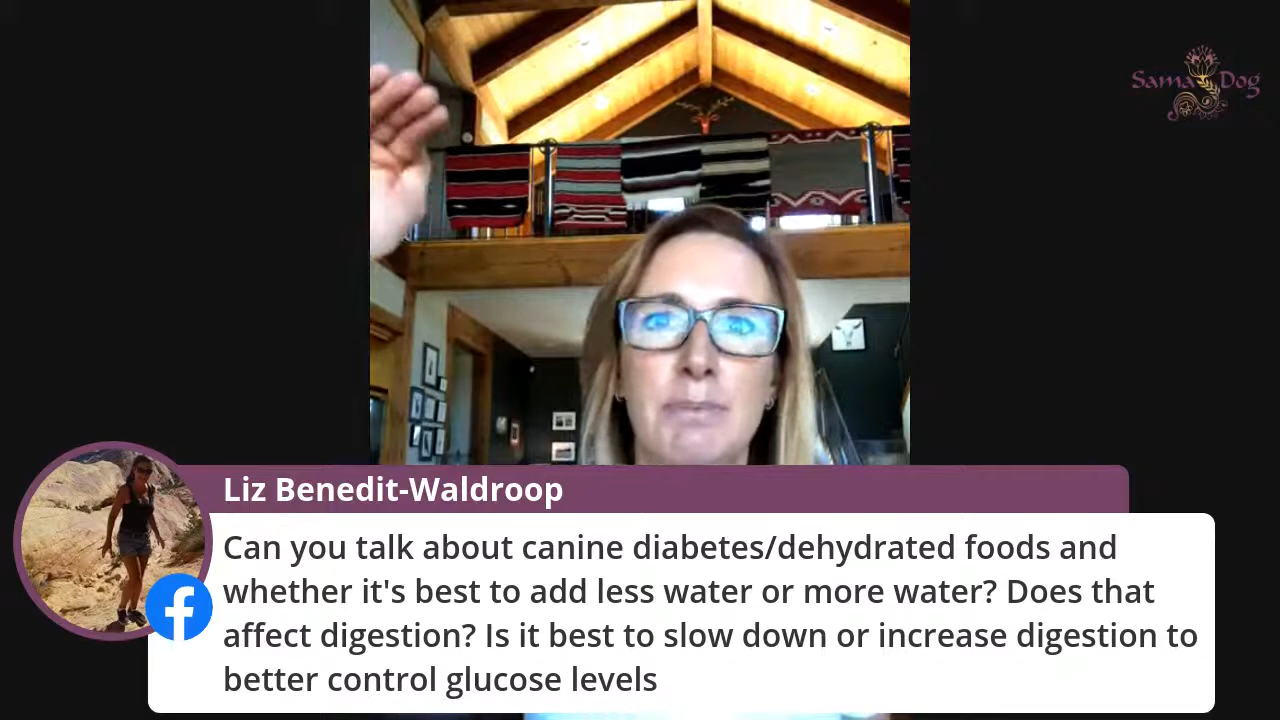 Sama Dog
Liz Benedit-Waldroop
Can you talk about canine diabetes/dehydrated foods and
whether it's best to add less water or more water? Does that
affect digestion? Is it best to slow down or increase digestion to
better control glucose levels